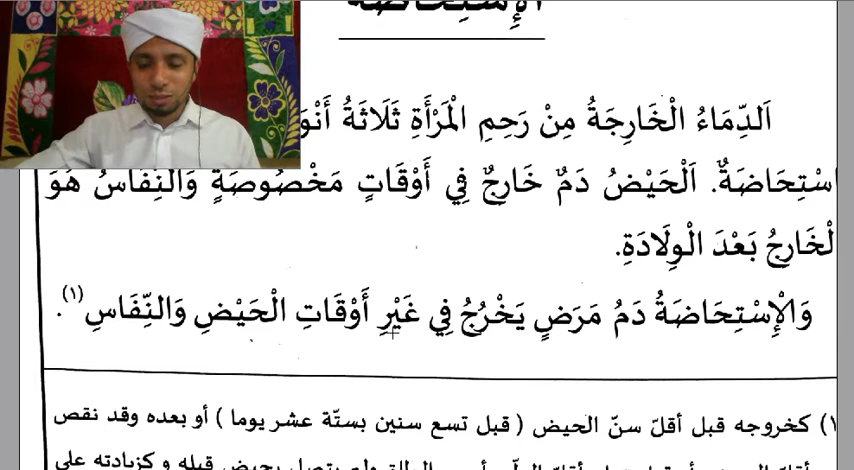 الإستحاضة
اَلدِّمَاءُ الْخَارِجَةُ مِنْ رَحِمِ الْمَرْأَةِ ثَلَاثَةُ
اسْتِحَاضَةٌ. اَلْحَيْضُ دَمٌ خَارِجٌ فِي أَوْقَاتٍ مَخْصُوصَةٍ وَالنِّفَاسُ هُوَ
لْخَارِجُ بَعْدَ الْوِلَادَةِ.
وَالْإِسْتِحَاضَةُ دَمُ مَرَضٍ يَخْرُجُ فِي غَيْرِ أَوْقَاتِ الْحَيْضِ وَالنِّفَاسِ (١).
١) كخروجه قبل أقلّ سنّ الحيض ( قبل تسع سنين بستّة عشر يوما ) أو بعده وقد نقص